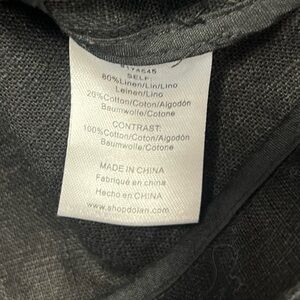 SELF:
80%Linen/Lin/Lino
Leinen/Lino
20%Cotton/Coton/Algodón
Baumwolle/Cotone
CONTRAST:
100%Cotton/Coton/Algodón
Baumwolle/Cotone
MADE IN CHINA
Fabriqué en china
Hecho en CHINA
www.shopdolan.com